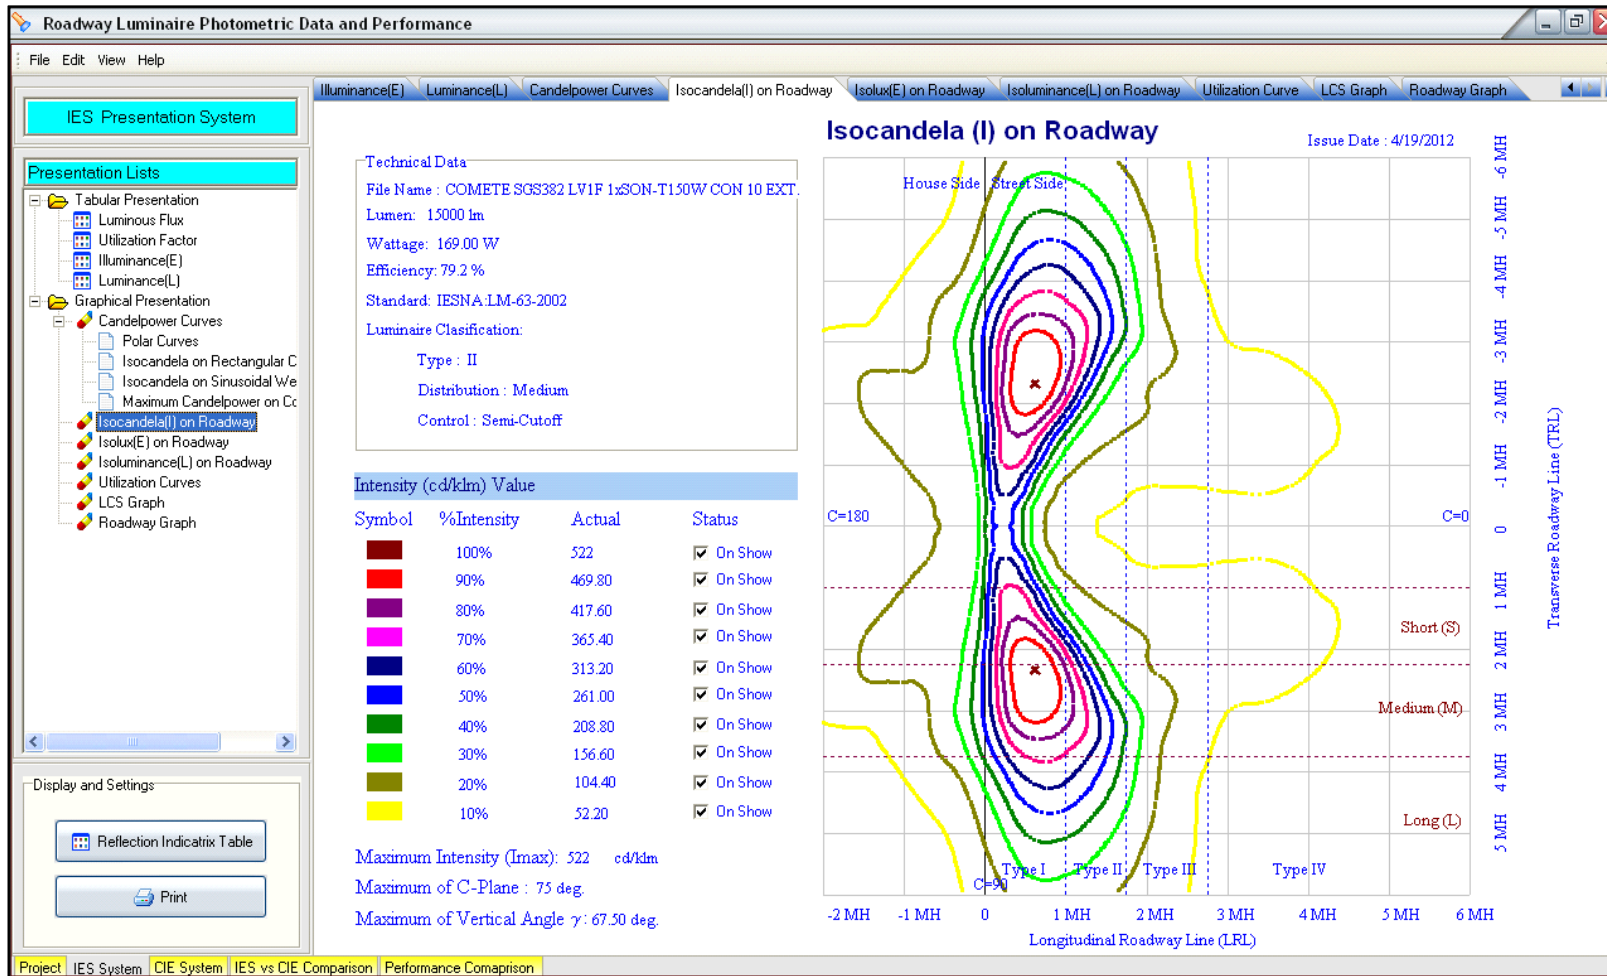 Roadway Luminaire Photometric Data and Performance
File Edit View Help
IES Presentation System
Presentation Lists
Tabular Presentation
Luminous Flux
Utilization Factor
Illuminance(E)
Luminance(L)
Graphical Presentation
Candelpower Curves
Polar Curves
Isocandela on Rectangular C
Isocandela on Sinusoidal We
Maximum Candelpower on Co
Isocandela(I) on Roadway
Isolux(E) on Roadway
Isoluminance(L) on Roadway
Utilization Curves
LCS Graph
Roadway Graph
Display and Settings
Reflection Indicatrix Table
Print
Illuminance(E) Luminance(L) Candelpower Curves Isocandela(I) on Roadway Isolux(E) on Roadway Isoluminance(L) on Roadway Utilization Curve LCS Graph Roadway Graph
Isocandela (I) on Roadway
Issue Date : 4/19/2012
Technical Data
File Name : COMETE SGS382 LV1F 1xSON-T150W CON 10 EXT.
Lumen: 15000 lm
Wattage: 169.00 W
Efficiency: 79.2 %
Standard: IESNA:LM-63-2002
Luminaire Clasification:
Type : II
Distribution : Medium
Control : Semi-Cutoff
Intensity (cd/klm) Value
Symbol %Intensity Actual Status
100% 522 On Show
90% 469.80 On Show
80% 417.60 On Show
70% 365.40 On Show
60% 313.20 On Show
50% 261.00 On Show
40% 208.80 On Show
30% 156.60 On Show
20% 104.40 On Show
10% 52.20 On Show
Maximum Intensity (Imax): 522 cd/klm
Maximum of C-Plane : 75 deg.
Maximum of Vertical Angle γ: 67.50 deg.
House Side Street Side
C=180
C=0
Short (S)
Medium (M)
Long (L)
Type I Type II Type III Type IV
C=90
-2 MH -1 MH 0 1 MH 2 MH 3 MH 4 MH 5 MH 6 MH
Longitudinal Roadway Line (LRL)
-6 MH
-5 MH
-4 MH
-3 MH
-2 MH
-1 MH
0
1 MH
2 MH
3 MH
4 MH
5 MH
Transverse Roadway Line (TRL)
Project IES System CIE System IES vs CIE Comparison Performance Comaprison